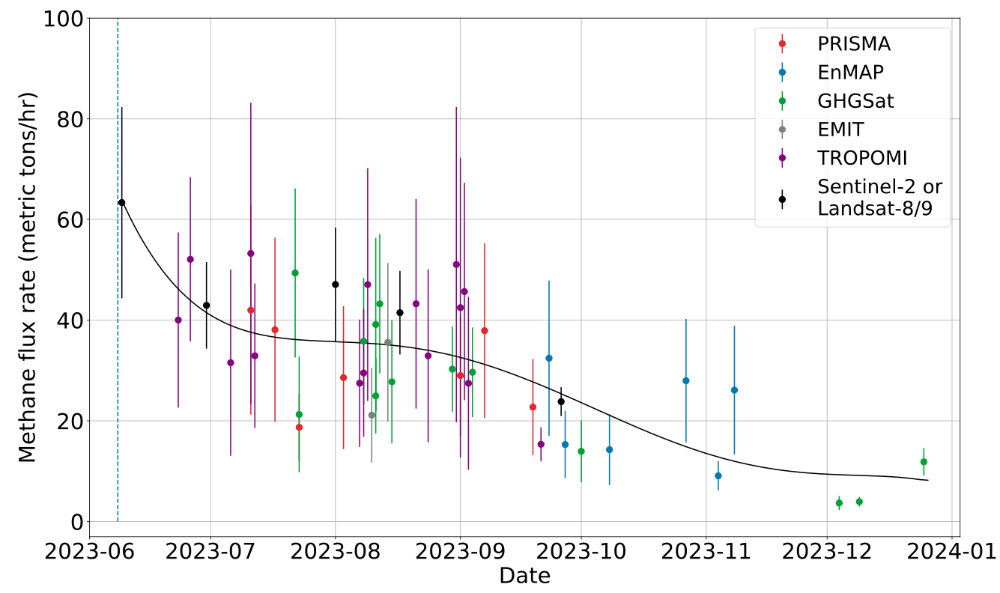 100
80
60
40
20
0
Methane flux rate (metric tons/hr)
PRISMA
EnMAP
GHGSat
EMIT
TROPOMI
Sentinel-2 or
Landsat-8/9
2023-06 2023-07 2023-08 2023-09 2023-10 2023-11 2023-12 2024-01
Date